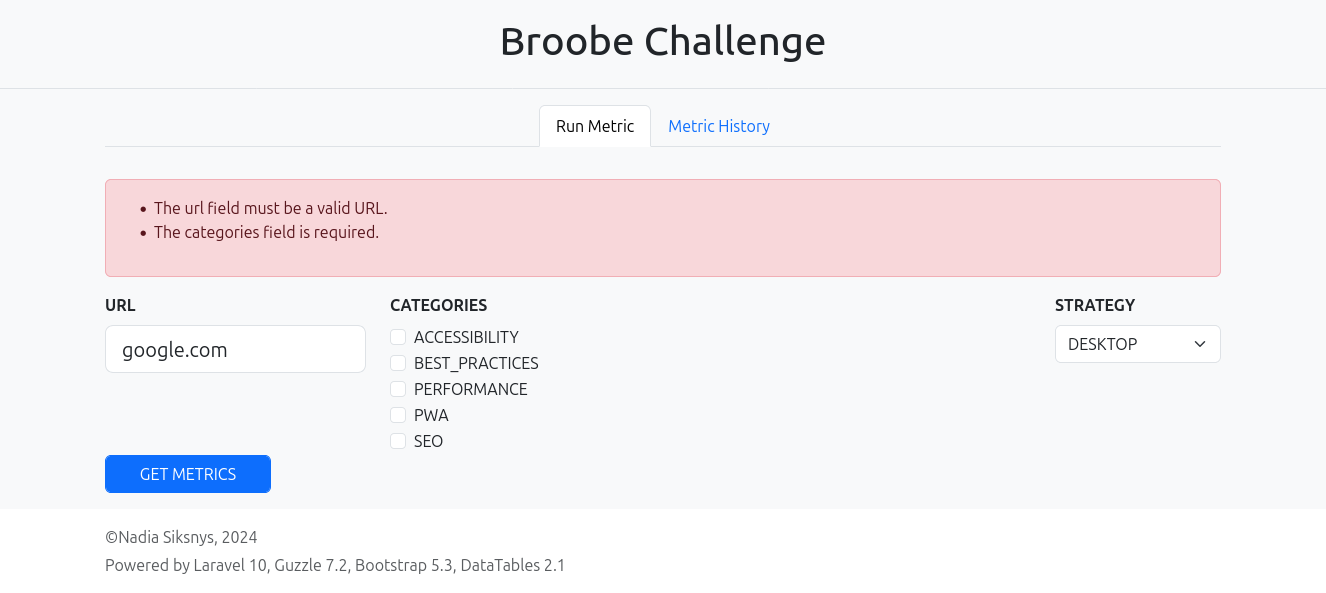 Broobe Challenge
Run Metric
Metric History
The url field must be a valid URL.
The categories field is required.
URL
CATEGORIES
STRATEGY
google.com
ACCESSIBILITY
DESKTOP
BEST_PRACTICES
PERFORMANCE
PWA
SEO
GET METRICS
©Nadia Siksnys, 2024
Powered by Laravel 10, Guzzle 7.2, Bootstrap 5.3, DataTables 2.1